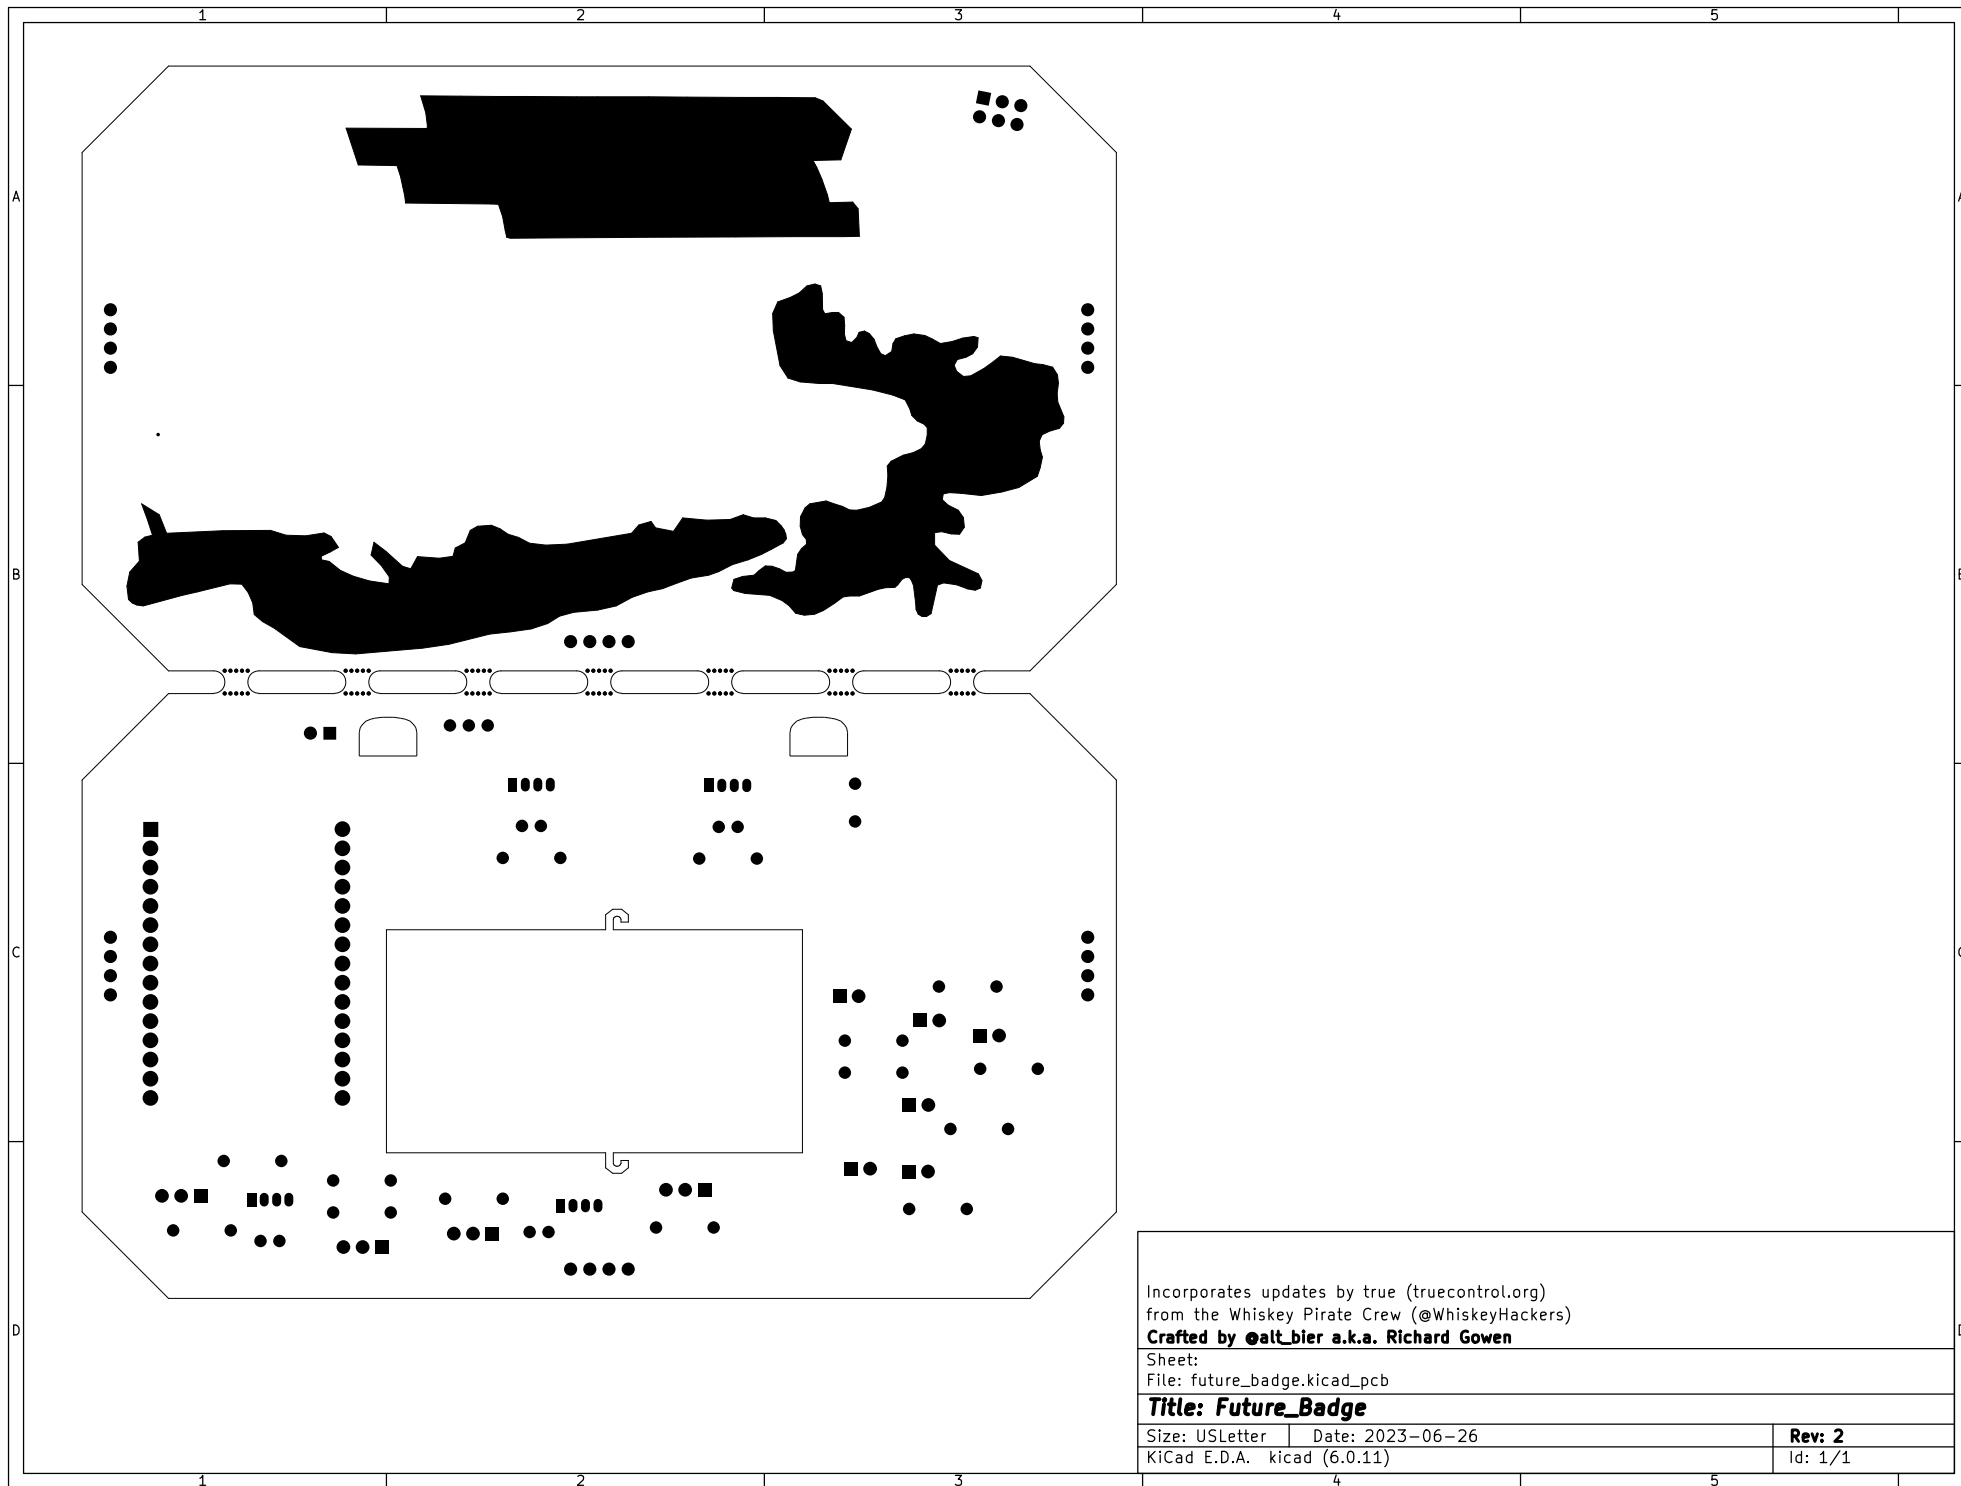 1 2 3 4 5
A
B
C
D
Incorporates updates by true (truecontrol.org)
from the Whiskey Pirate Crew (@WhiskeyHackers)
Crafted by @alt_bier a.k.a. Richard Gowen
Sheet:
File: future_badge.kicad_pcb
Title: Future_Badge
Size: USLetter Date: 2023-06-26 Rev: 2
KiCad E.D.A. kicad (6.0.11) Id: 1/1
1 2 3 4 5